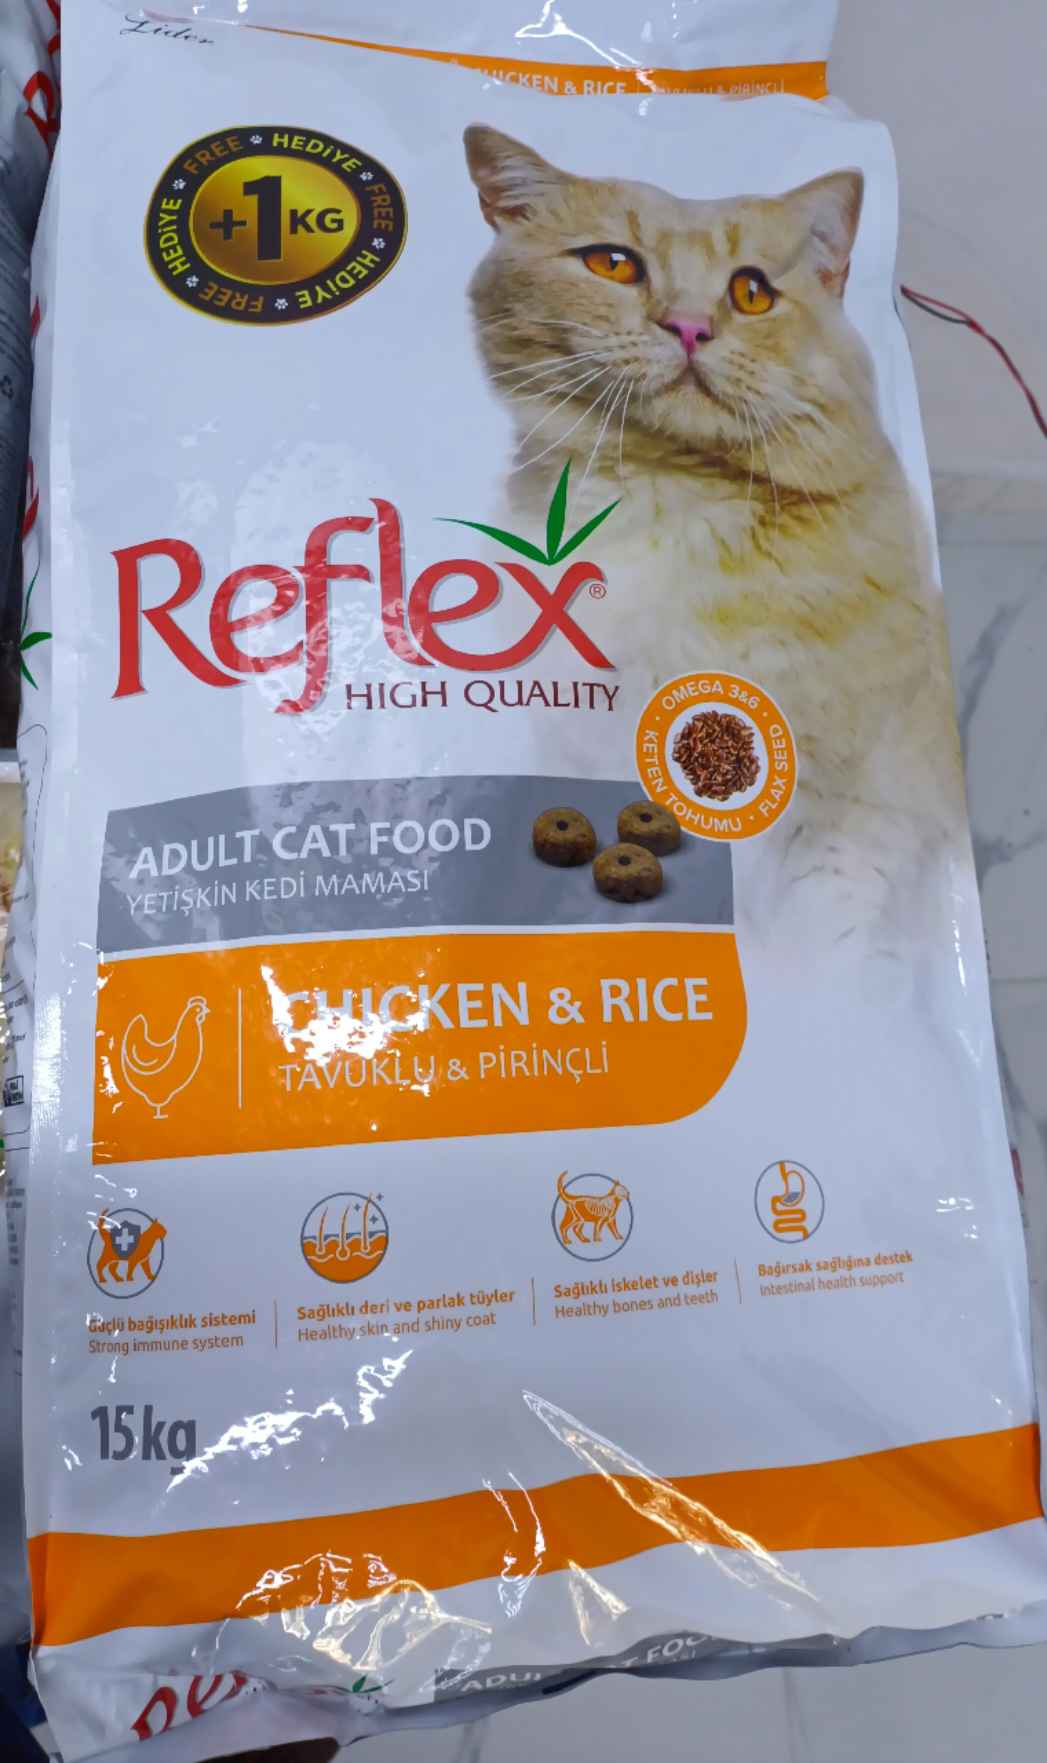 Lider
CHICKEN & RICE
FREE * HEDİYE * FREE * HEDİYE * FREE * HEDİYE
+1 KG
Reflex®
HIGH QUALITY
OMEGA 3&6 • FLAX SEED • KETEN TOHUMU
ADULT CAT FOOD
YETİŞKİN KEDİ MAMASI
CHICKEN & RICE
TAVUKLU & PİRİNÇLİ
Güçlü bağışıklık sistemi
Strong immune system
Sağlıklı deri ve parlak tüyler
Healthy skin and shiny coat
Sağlıklı iskelet ve dişler
Healthy bones and teeth
Bağırsak sağlığına destek
Intestinal health support
15kg